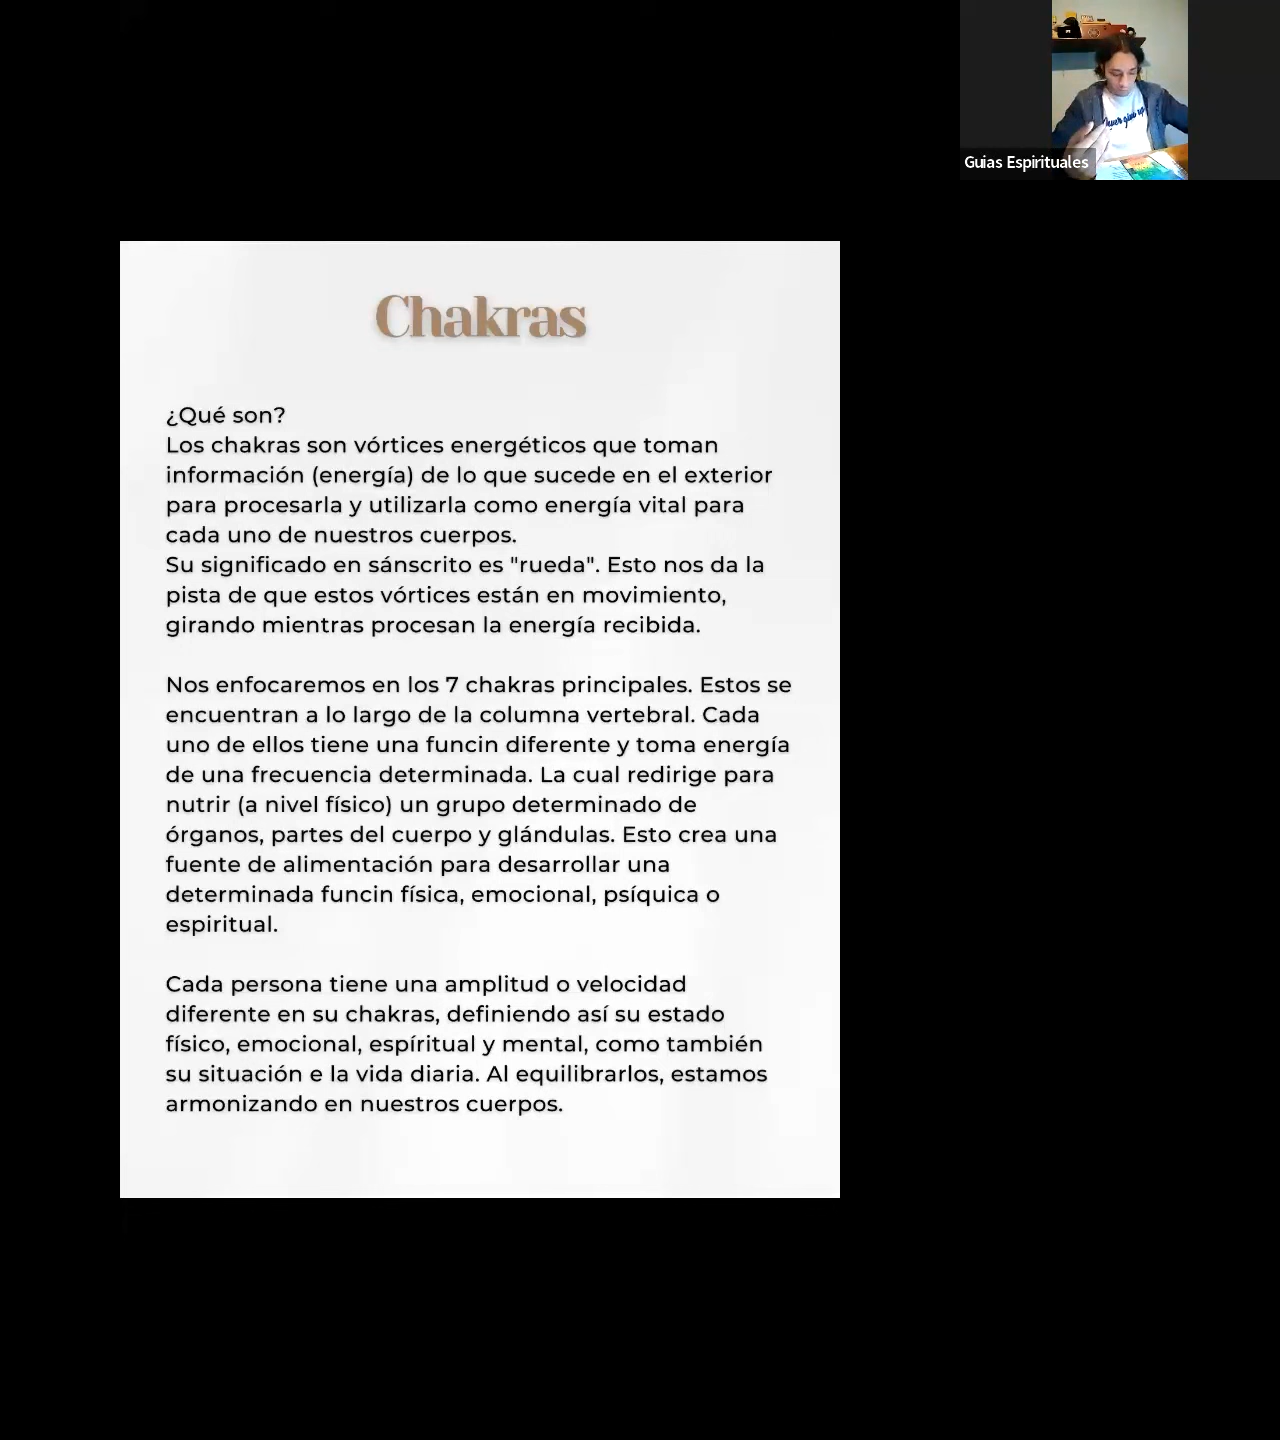 Guias Espirituales
Chakras
¿Qué son?
Los chakras son vórtices energéticos que toman
información (energía) de lo que sucede en el exterior
para procesarla y utilizarla como energía vital para
cada uno de nuestros cuerpos.
Su significado en sánscrito es "rueda". Esto nos da la
pista de que estos vórtices están en movimiento,
girando mientras procesan la energía recibida.
Nos enfocaremos en los 7 chakras principales. Estos se
encuentran a lo largo de la columna vertebral. Cada
uno de ellos tiene una funcin diferente y toma energía
de una frecuencia determinada. La cual redirige para
nutrir (a nivel físico) un grupo determinado de
órganos, partes del cuerpo y glándulas. Esto crea una
fuente de alimentación para desarrollar una
determinada funcin física, emocional, psíquica o
espiritual.
Cada persona tiene una amplitud o velocidad
diferente en su chakras, definiendo así su estado
físico, emocional, espíritual y mental, como también
su situación e la vida diaria. Al equilibrarlos, estamos
armonizando en nuestros cuerpos.